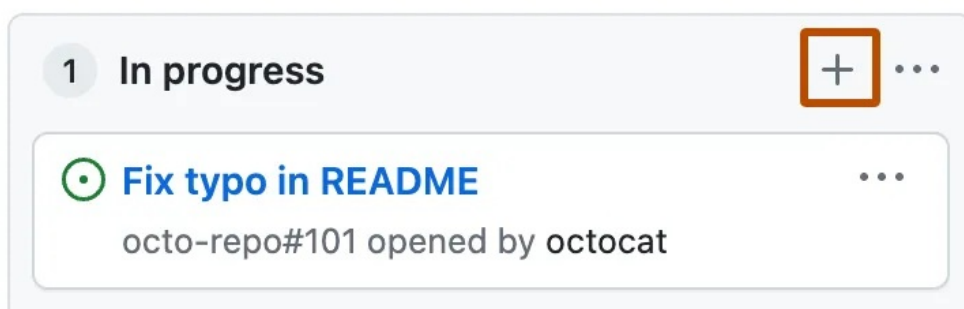 1 In progress
Fix typo in README
octo-repo#101 opened by octocat